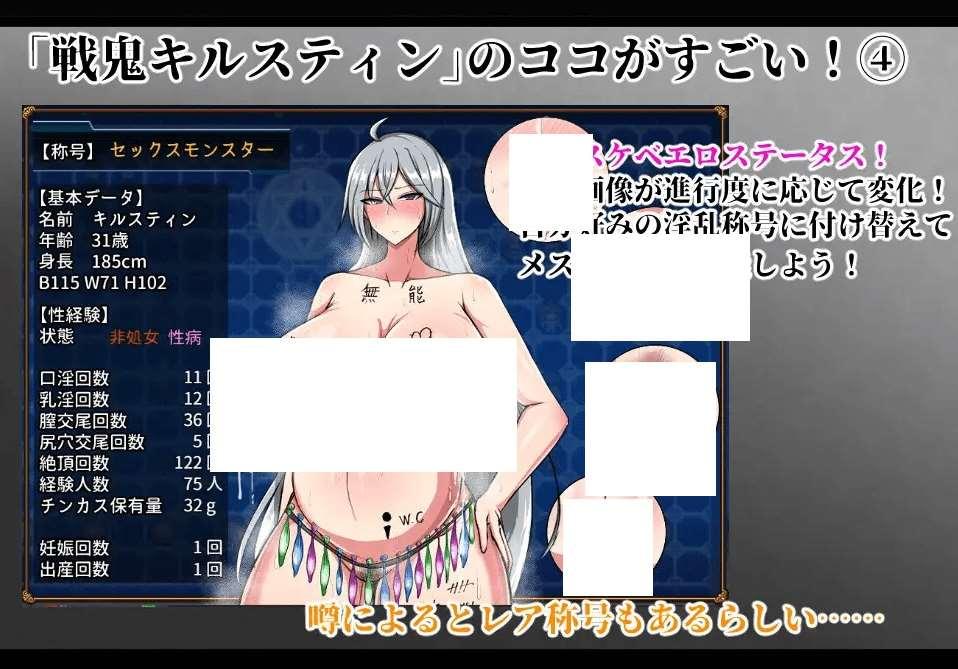 「戦鬼キルスティン」のココがすごい！④
【称号】 セックスモンスター
【基本データ】
名前 キルスティン
年齢 31歳
身長 185cm
B115 W71 H102
【性経験】
状態 非処女 性病
口淫回数 11
乳淫回数 12
膣交尾回数 36
尻穴交尾回数 5
絶頂回数 122
経験人数 75人
チンカス保有量 32g
妊娠回数 1回
出産回数 1回
無能
W.C
スケベエロステータス！
画像が進行度に応じて変化！
好みの淫乱称号に付け替えて
メス
しよう！
噂によるとレア称号もあるらしい……